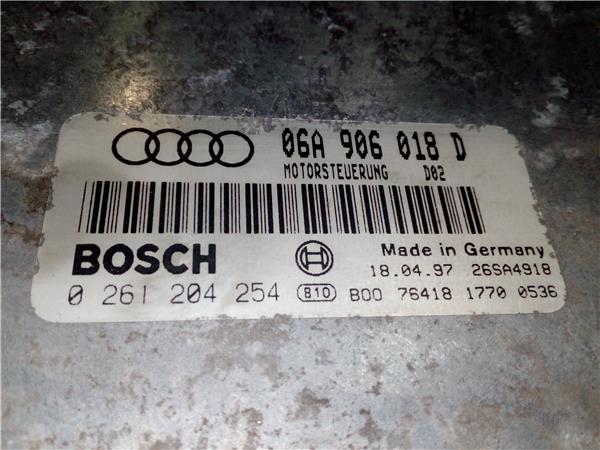 06A 906 018 D
MOTORSTEUERUNG D02
BOSCH
Made in Germany
18.04.97 26SA4918
0 261 204 254 810 B00 76418 1770 0536